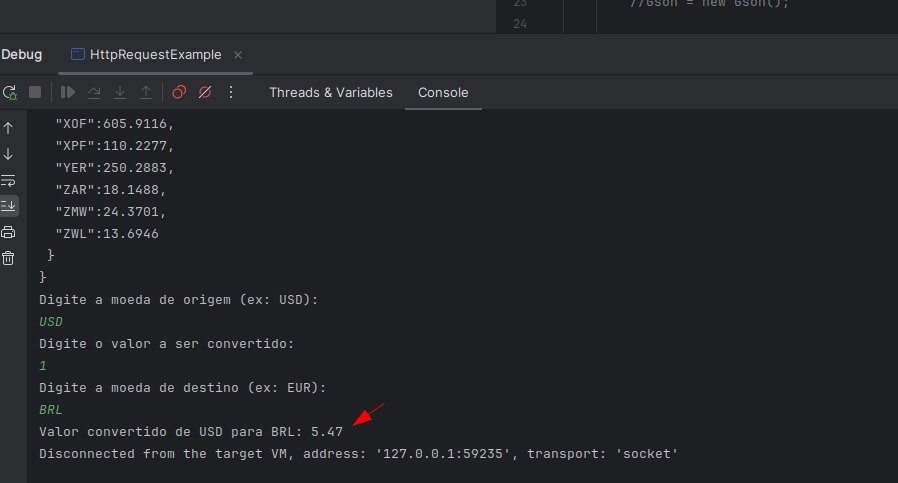 23
//Gson = new Gson();
24
Debug
HttpRequestExample
Threads & Variables
Console
"XOF":605.9116,
"XPF":110.2277,
"YER":250.2883,
"ZAR":18.1488,
"ZMW":24.3701,
"ZWL":13.6946
}
}
Digite a moeda de origem (ex: USD):
USD
Digite o valor a ser convertido:
1
Digite a moeda de destino (ex: EUR):
BRL
Valor convertido de USD para BRL: 5.47
Disconnected from the target VM, address: '127.0.0.1:59235', transport: 'socket'